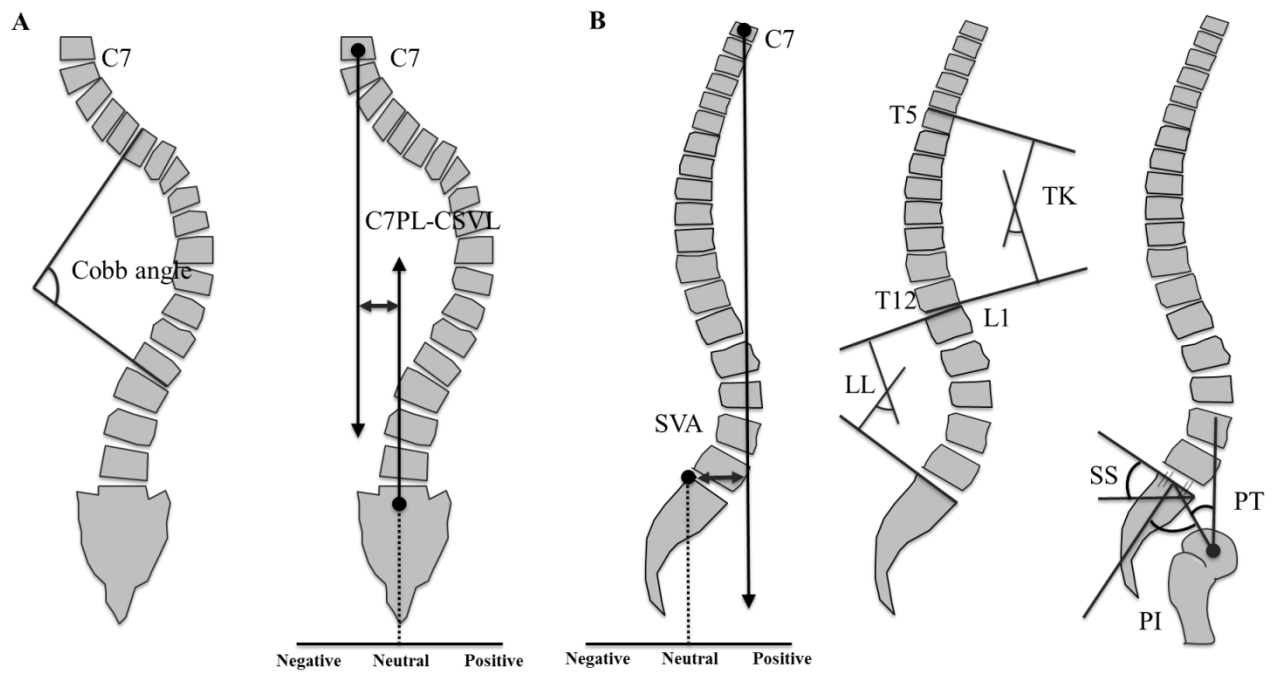 A
C7
Cobb angle
C7
C7PL-CSVL
Negative Neutral Positive
B
C7
SVA
Negative Neutral Positive
T5
TK
T12
L1
LL
SS
PT
PI